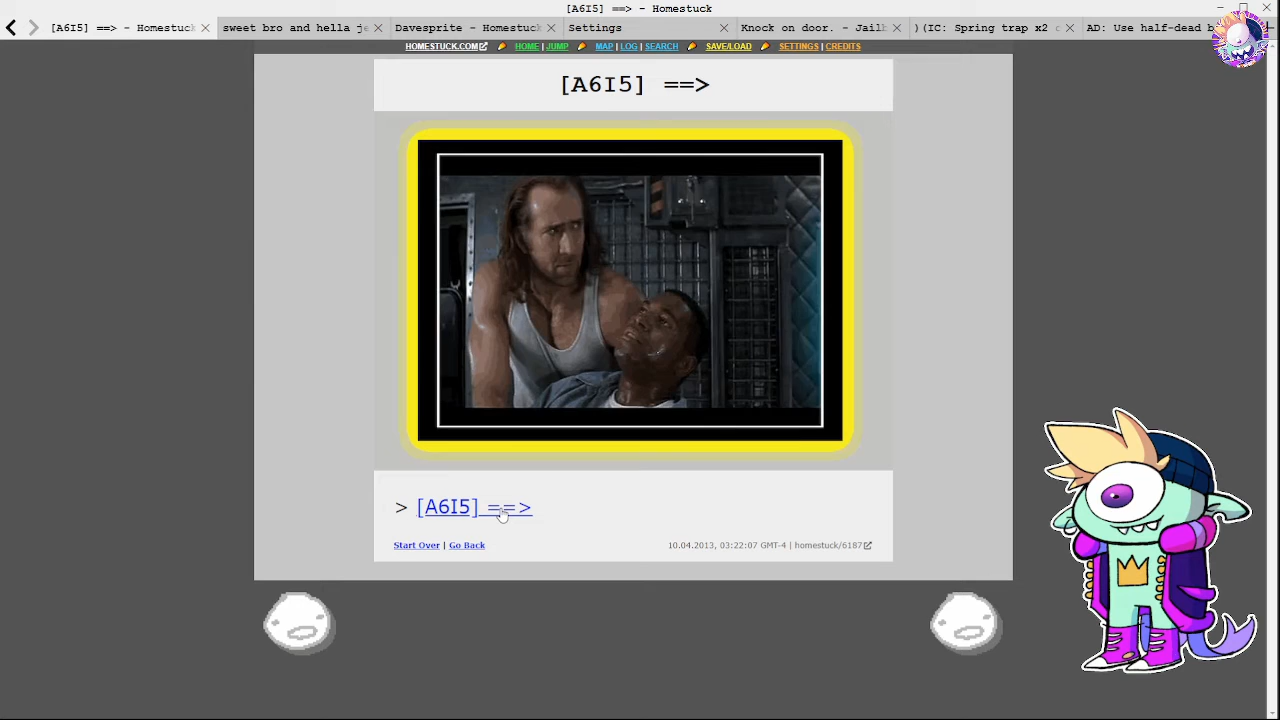 [A6I5] ==> - Homestuck
[A6I5] ==> - Homestuck
sweet bro and hella je
Davesprite - Homestuck
Settings
Knock on door. - Jailb
)(IC: Spring trap x2 c
AD: Use half-dead b
HOMESTUCK.COM
HOME | JUMP
MAP | LOG | SEARCH
SAVE/LOAD
SETTINGS | CREDITS
[A6I5] ==>
> [A6I5] ==>
Start Over | Go Back
10.04.2013, 03:22:07 GMT-4 | homestuck/6187